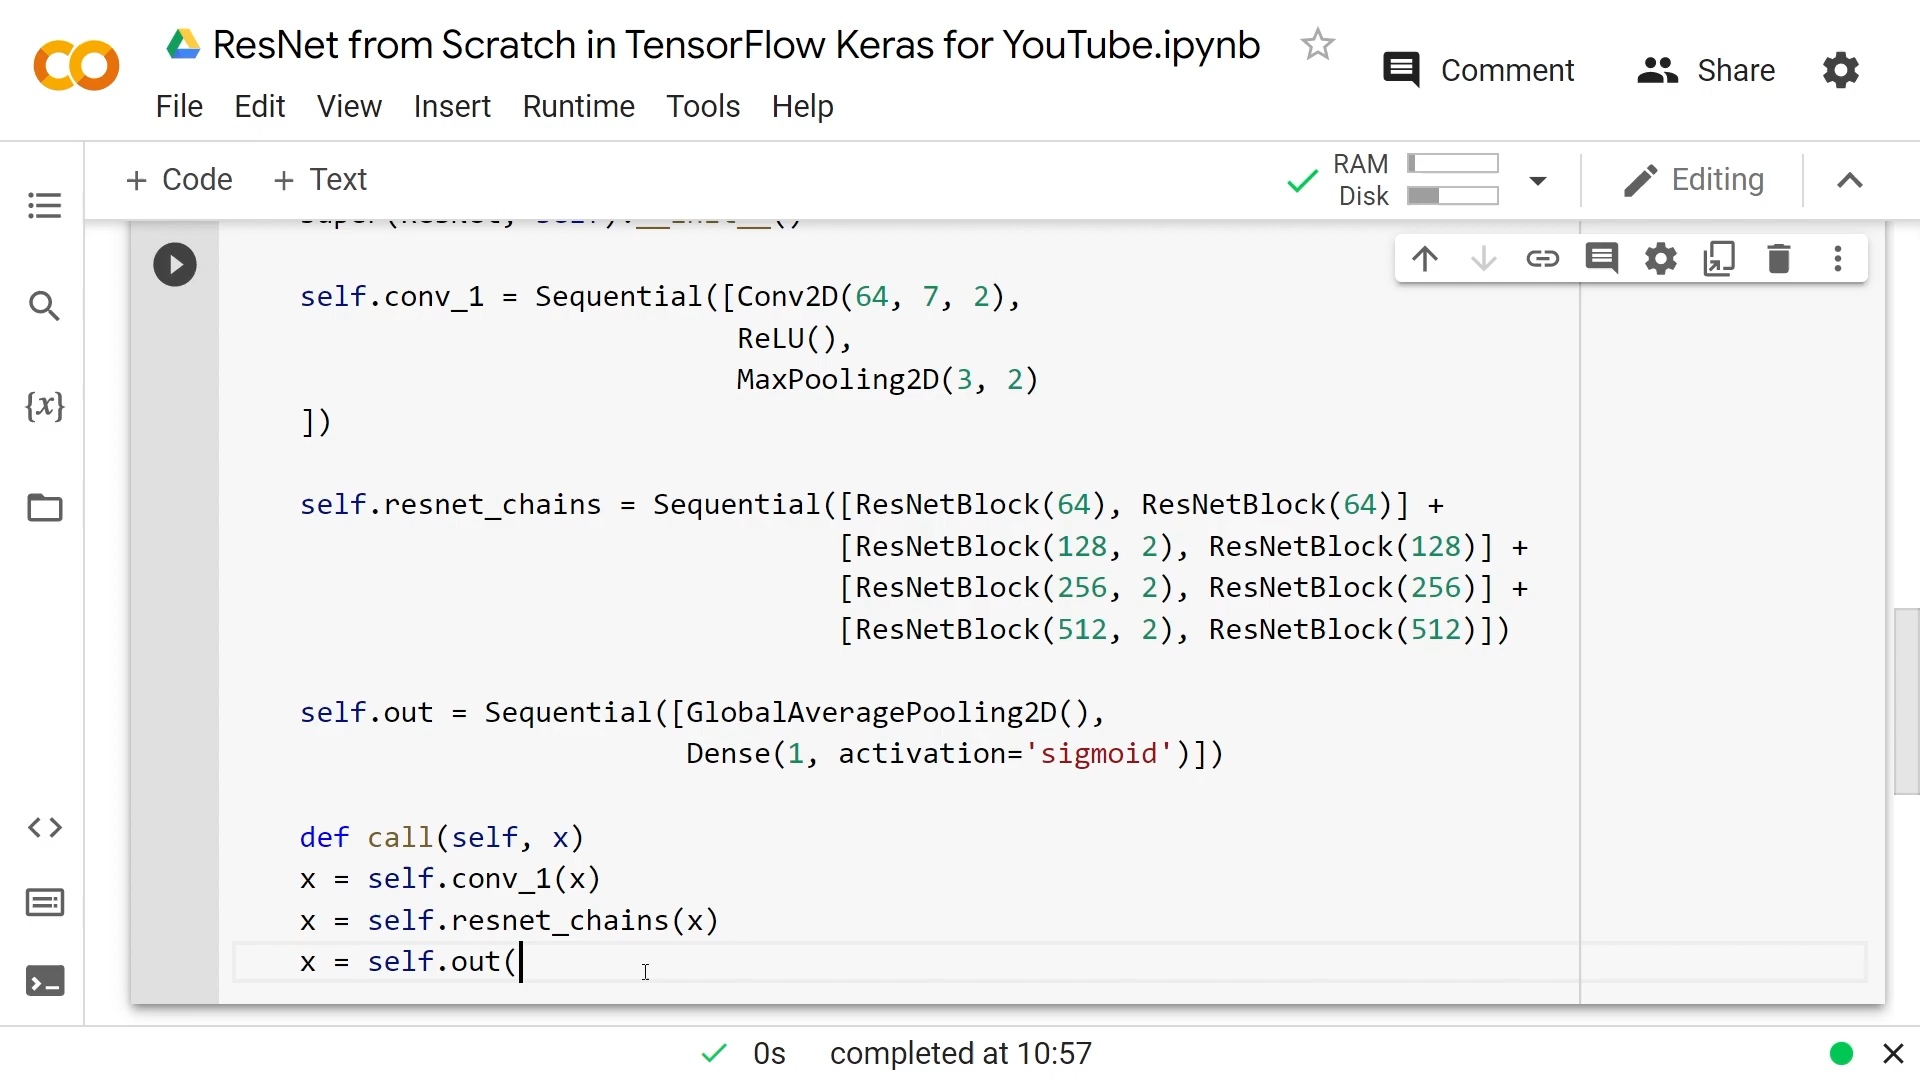 ResNet from Scratch in TensorFlow Keras for YouTube.ipynb
Comment
Share
File Edit View Insert Runtime Tools Help
+ Code + Text
RAM
Disk
Editing
super(ResNet, self).__init__()
self.conv_1 = Sequential([Conv2D(64, 7, 2),
ReLU(),
MaxPooling2D(3, 2)
])
{x}
self.resnet_chains = Sequential([ResNetBlock(64), ResNetBlock(64)] +
[ResNetBlock(128, 2), ResNetBlock(128)] +
[ResNetBlock(256, 2), ResNetBlock(256)] +
[ResNetBlock(512, 2), ResNetBlock(512)])
self.out = Sequential([GlobalAveragePooling2D(),
Dense(1, activation='sigmoid')])
def call(self, x)
x = self.conv_1(x)
x = self.resnet_chains(x)
x = self.out(
0s completed at 10:57